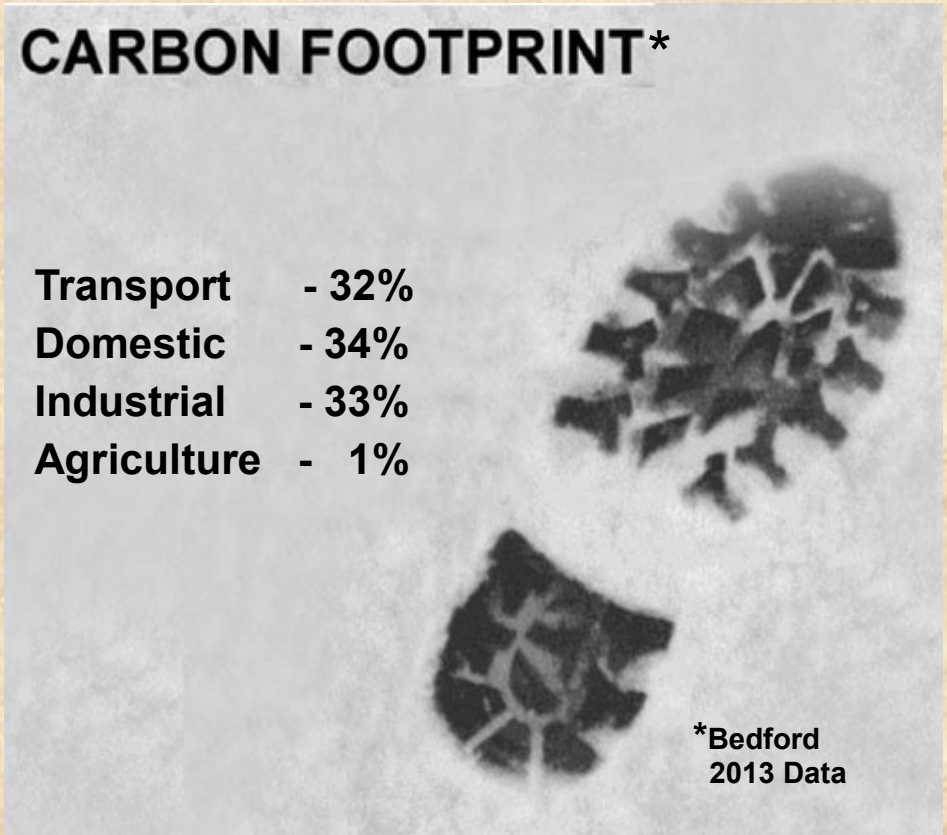 CARBON FOOTPRINT*
Transport - 32%
Domestic - 34%
Industrial - 33%
Agriculture - 1%
*Bedford
2013 Data